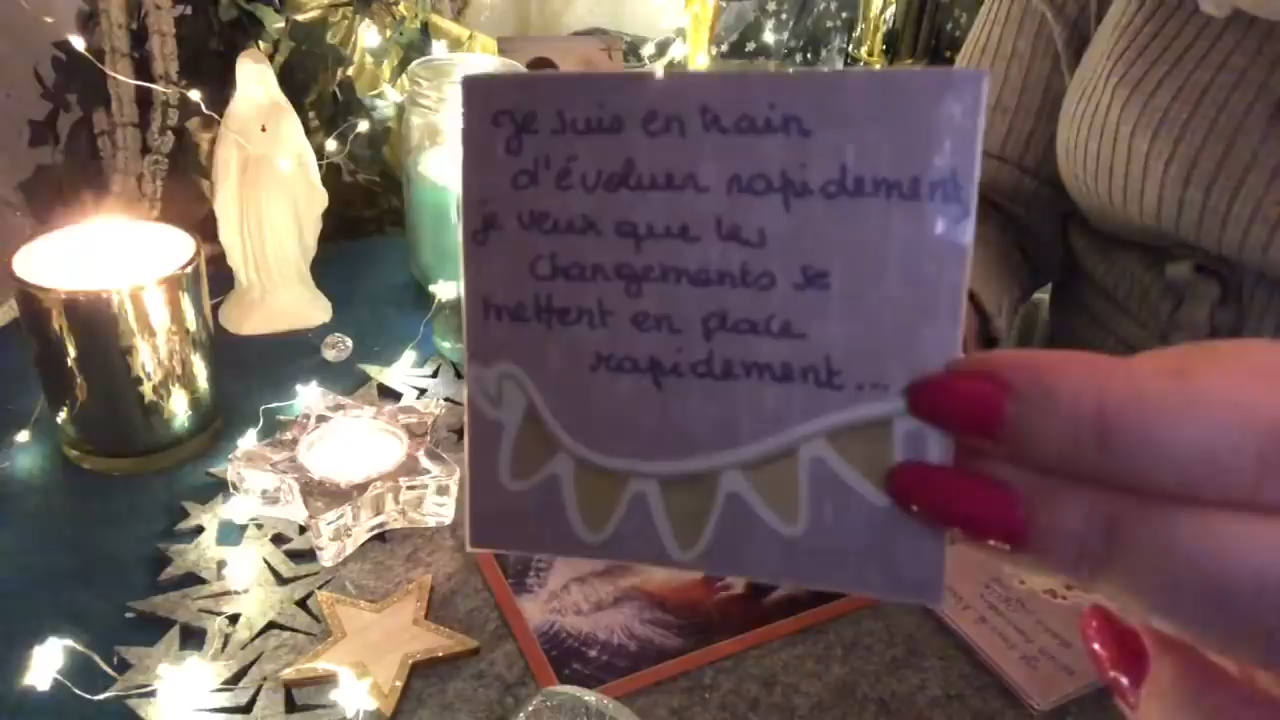 Je suis en train
d'évoluer rapidement
je veux que les
changements se
mettent en place
rapidement...